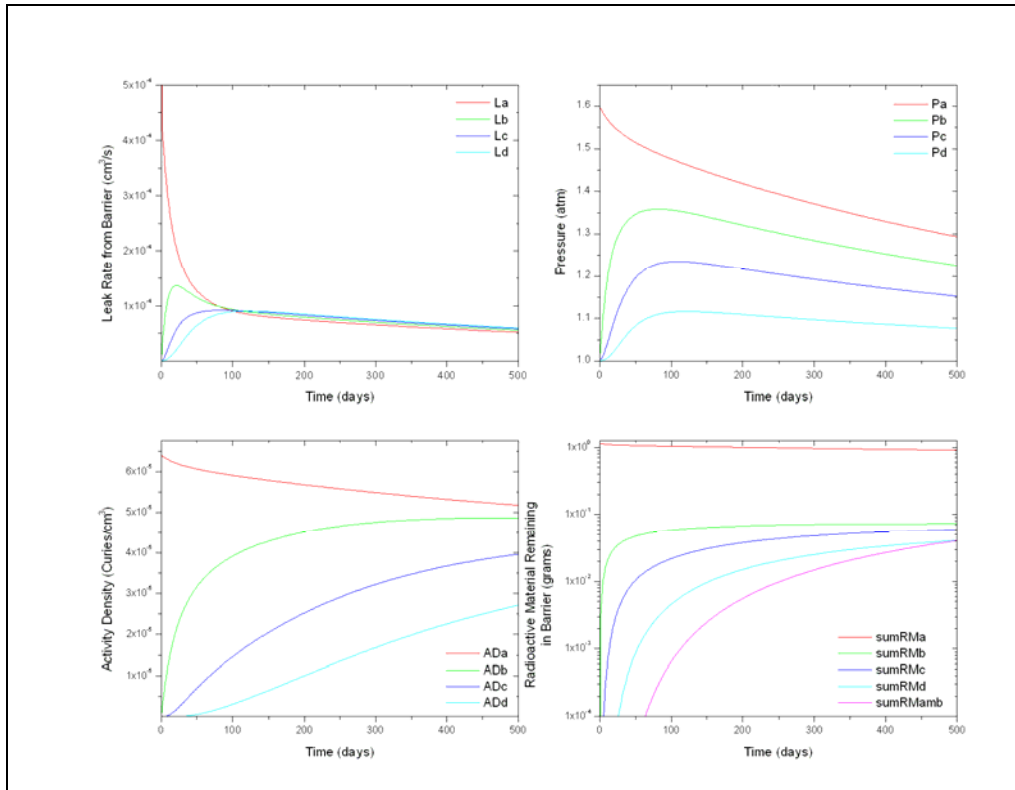 5x10⁻⁴
4x10⁻⁴
3x10⁻⁴
2x10⁻⁴
1x10⁻⁴
Leak Rate from Barrier (cm³/s)
La
Lb
Lc
Ld
0 100 200 300 400 500
Time (days)
1.6
1.5
1.4
1.3
1.2
1.1
1.0
Pressure (atm)
Pa
Pb
Pc
Pd
0 100 200 300 400 500
Time (days)
6x10⁻⁶
5x10⁻⁶
4x10⁻⁶
3x10⁻⁶
2x10⁻⁶
1x10⁻⁶
Activity Density (Curies/cm³)
ADa
ADb
ADc
ADd
0 100 200 300 400 500
Time (days)
1x10⁰
1x10⁻¹
1x10⁻²
1x10⁻³
1x10⁻⁴
Radioactive Material Remaining
in Barrier (grams)
sumRMa
sumRMb
sumRMc
sumRMd
sumRMamb
0 100 200 300 400 500
Time (days)